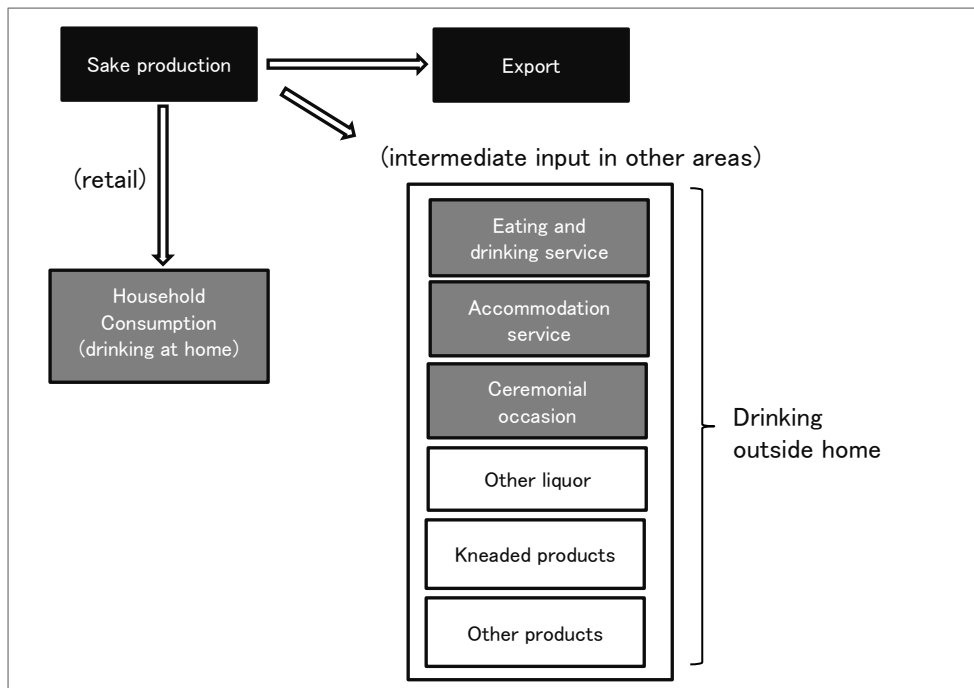 Sake production
Export
(intermediate input in other areas)
(retail)
Eating and
drinking service
Household
Consumption
(drinking at home)
Accommodation
service
Ceremonial
occasion
Drinking
outside home
Other liquor
Kneaded products
Other products